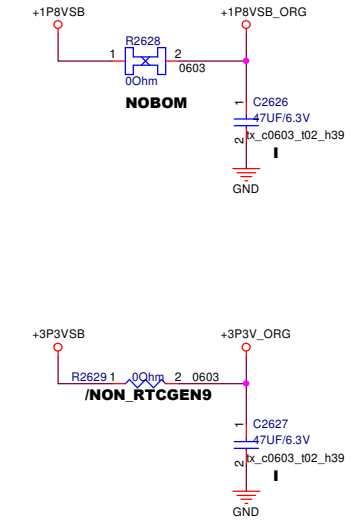 +1P8VSB +1P8VSB_ORG
R2628
1 2
0603
0Ohm
NOBOM
1 C2626
47UF/6.3V
2 tx_c0603_t02_h39
I
GND
+3P3VSB +3P3V_ORG
R2629 1 0Ohm 2 0603
/NON_RTCGEN9
1 C2627
47UF/6.3V
2 tx_c0603_t02_h39
I
GND